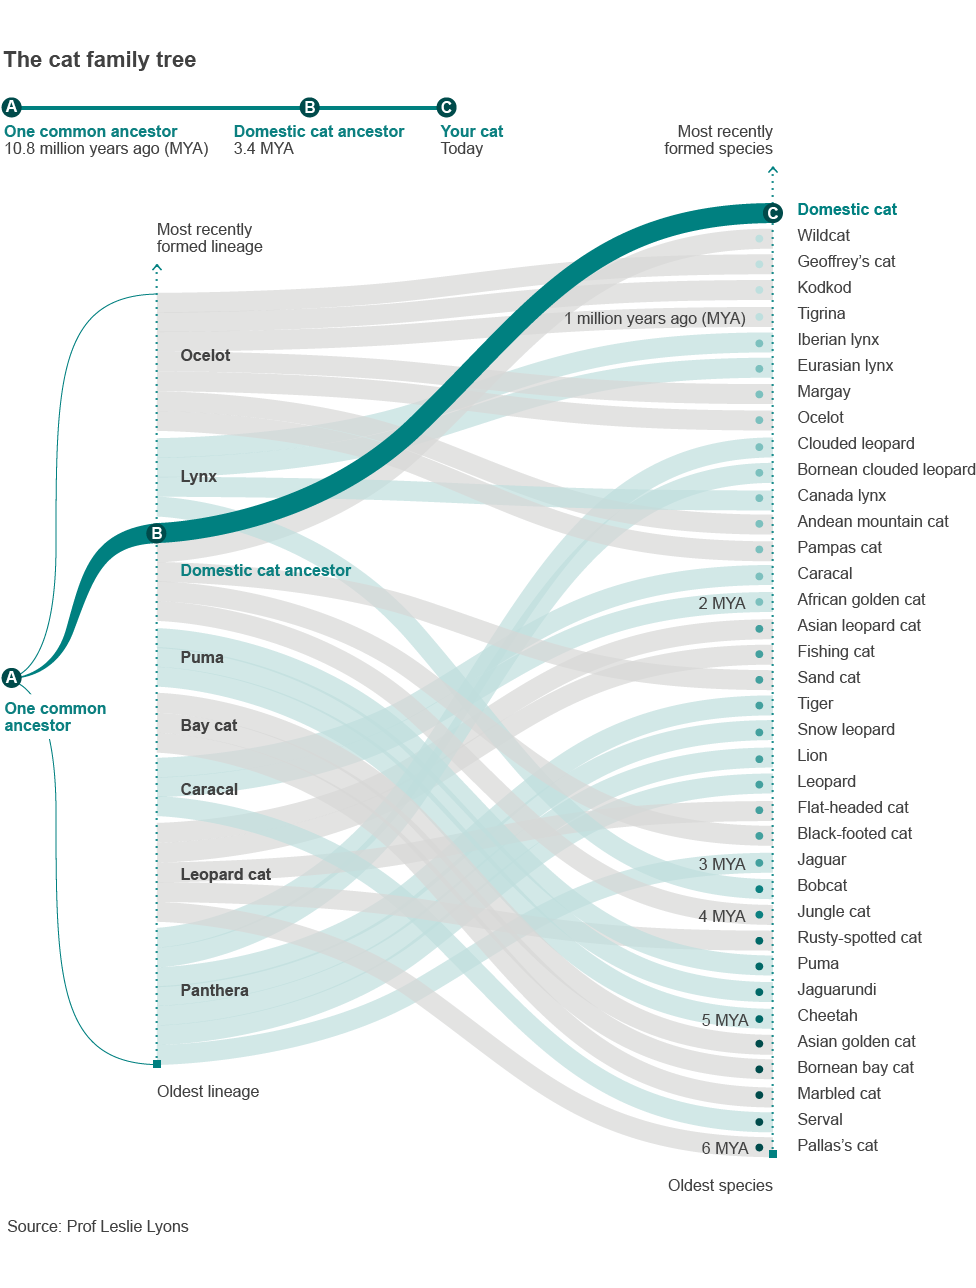 The cat family tree
A
B
C
One common ancestor
10.8 million years ago (MYA)
Domestic cat ancestor
3.4 MYA
Your cat
Today
Most recently
formed species
Most recently
formed lineage
C
Domestic cat
Wildcat
Geoffrey's cat
Kodkod
1 million years ago (MYA)
Tigrina
Iberian lynx
Eurasian lynx
Margay
Ocelot
Clouded leopard
Bornean clouded leopard
Canada lynx
Andean mountain cat
Pampas cat
Caracal
2 MYA
African golden cat
Asian leopard cat
Fishing cat
Sand cat
Tiger
Snow leopard
Lion
Leopard
Flat-headed cat
Black-footed cat
3 MYA
Jaguar
Bobcat
4 MYA
Jungle cat
Rusty-spotted cat
Puma
Jaguarundi
5 MYA
Cheetah
Asian golden cat
Bornean bay cat
Marbled cat
Serval
6 MYA
Pallas's cat
Oldest species
Ocelot
Lynx
B
Domestic cat ancestor
Puma
Bay cat
Caracal
Leopard cat
Panthera
Oldest lineage
A
One common
ancestor
Source: Prof Leslie Lyons